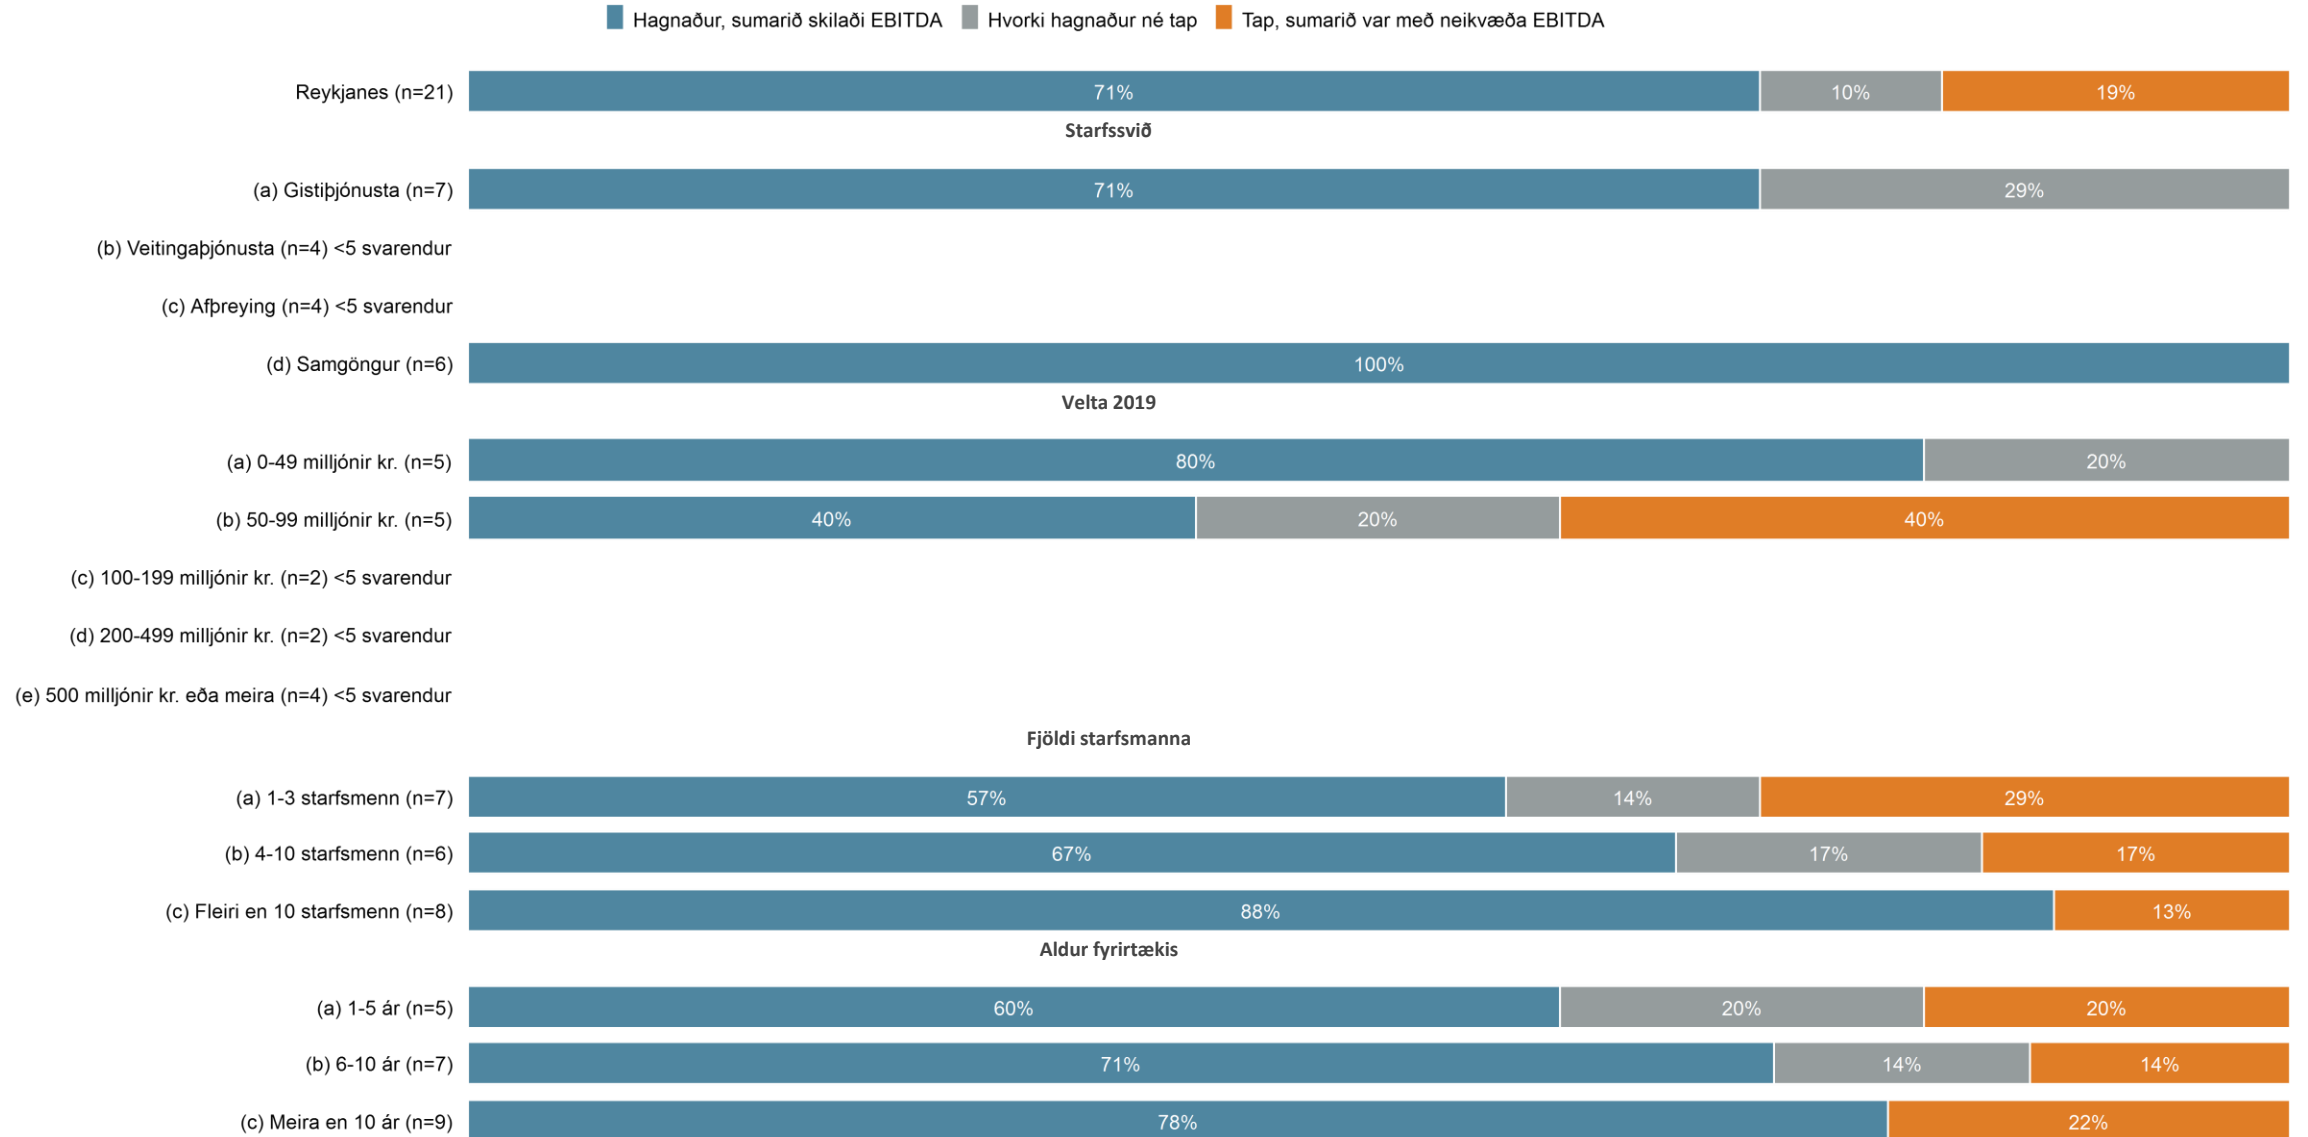 Hagnaður, sumarið skilaði EBITDA Hvorki hagnaður né tap Tap, sumarið var með neikvæða EBITDA
Reykjanes (n=21) 71% 10% 19%
Starfssvið
(a) Gistiþjónusta (n=7) 71% 29%
(b) Veitingaþjónusta (n=4) <5 svarendur
(c) Afþreying (n=4) <5 svarendur
(d) Samgöngur (n=6) 100%
Velta 2019
(a) 0-49 milljónir kr. (n=5) 80% 20%
(b) 50-99 milljónir kr. (n=5) 40% 20% 40%
(c) 100-199 milljónir kr. (n=2) <5 svarendur
(d) 200-499 milljónir kr. (n=2) <5 svarendur
(e) 500 milljónir kr. eða meira (n=4) <5 svarendur
Fjöldi starfsmanna
(a) 1-3 starfsmenn (n=7) 57% 14% 29%
(b) 4-10 starfsmenn (n=6) 67% 17% 17%
(c) Fleiri en 10 starfsmenn (n=8) 88% 13%
Aldur fyrirtækis
(a) 1-5 ár (n=5) 60% 20% 20%
(b) 6-10 ár (n=7) 71% 14% 14%
(c) Meira en 10 ár (n=9) 78% 22%